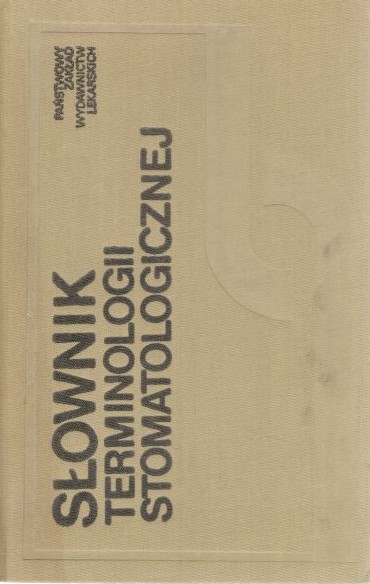 SŁOWNIK
TERMINOLOGII
STOMATOLOGICZNEJ
PAŃSTWOWY
ZAKŁAD
WYDAWNICTW
LEKARSKICH